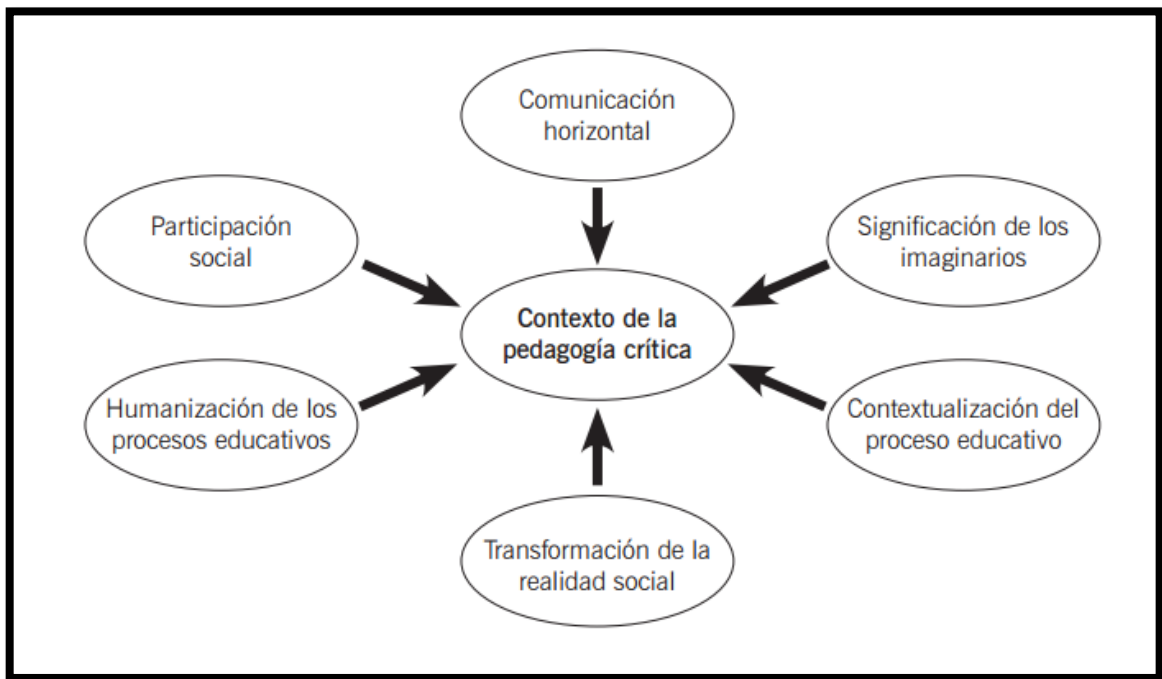 Comunicación
horizontal
Participación
social
Significación de los
imaginarios
Contexto de la
pedagogía crítica
Humanización de los
procesos educativos
Contextualización del
proceso educativo
Transformación de la
realidad social